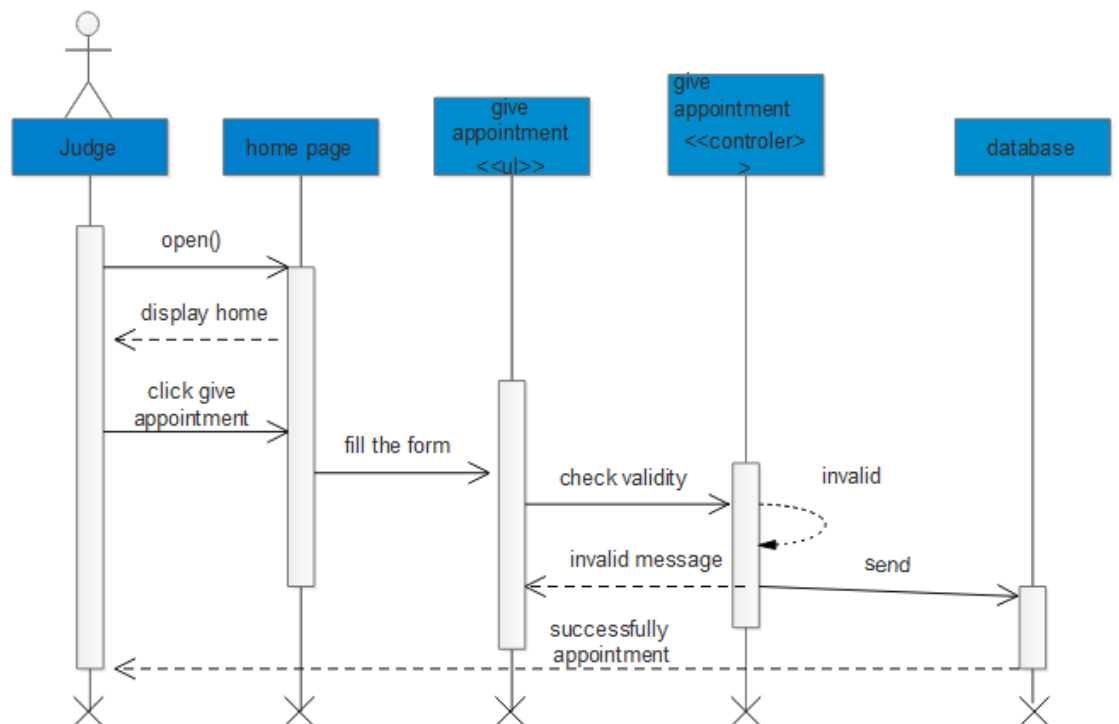 give
appointment
<<controler>
>
give
appointment
<<ul>>
Judge
home page
database
open()
display home
click give
appointment
fill the form
check validity
invalid
invalid message
send
successfully
appointment